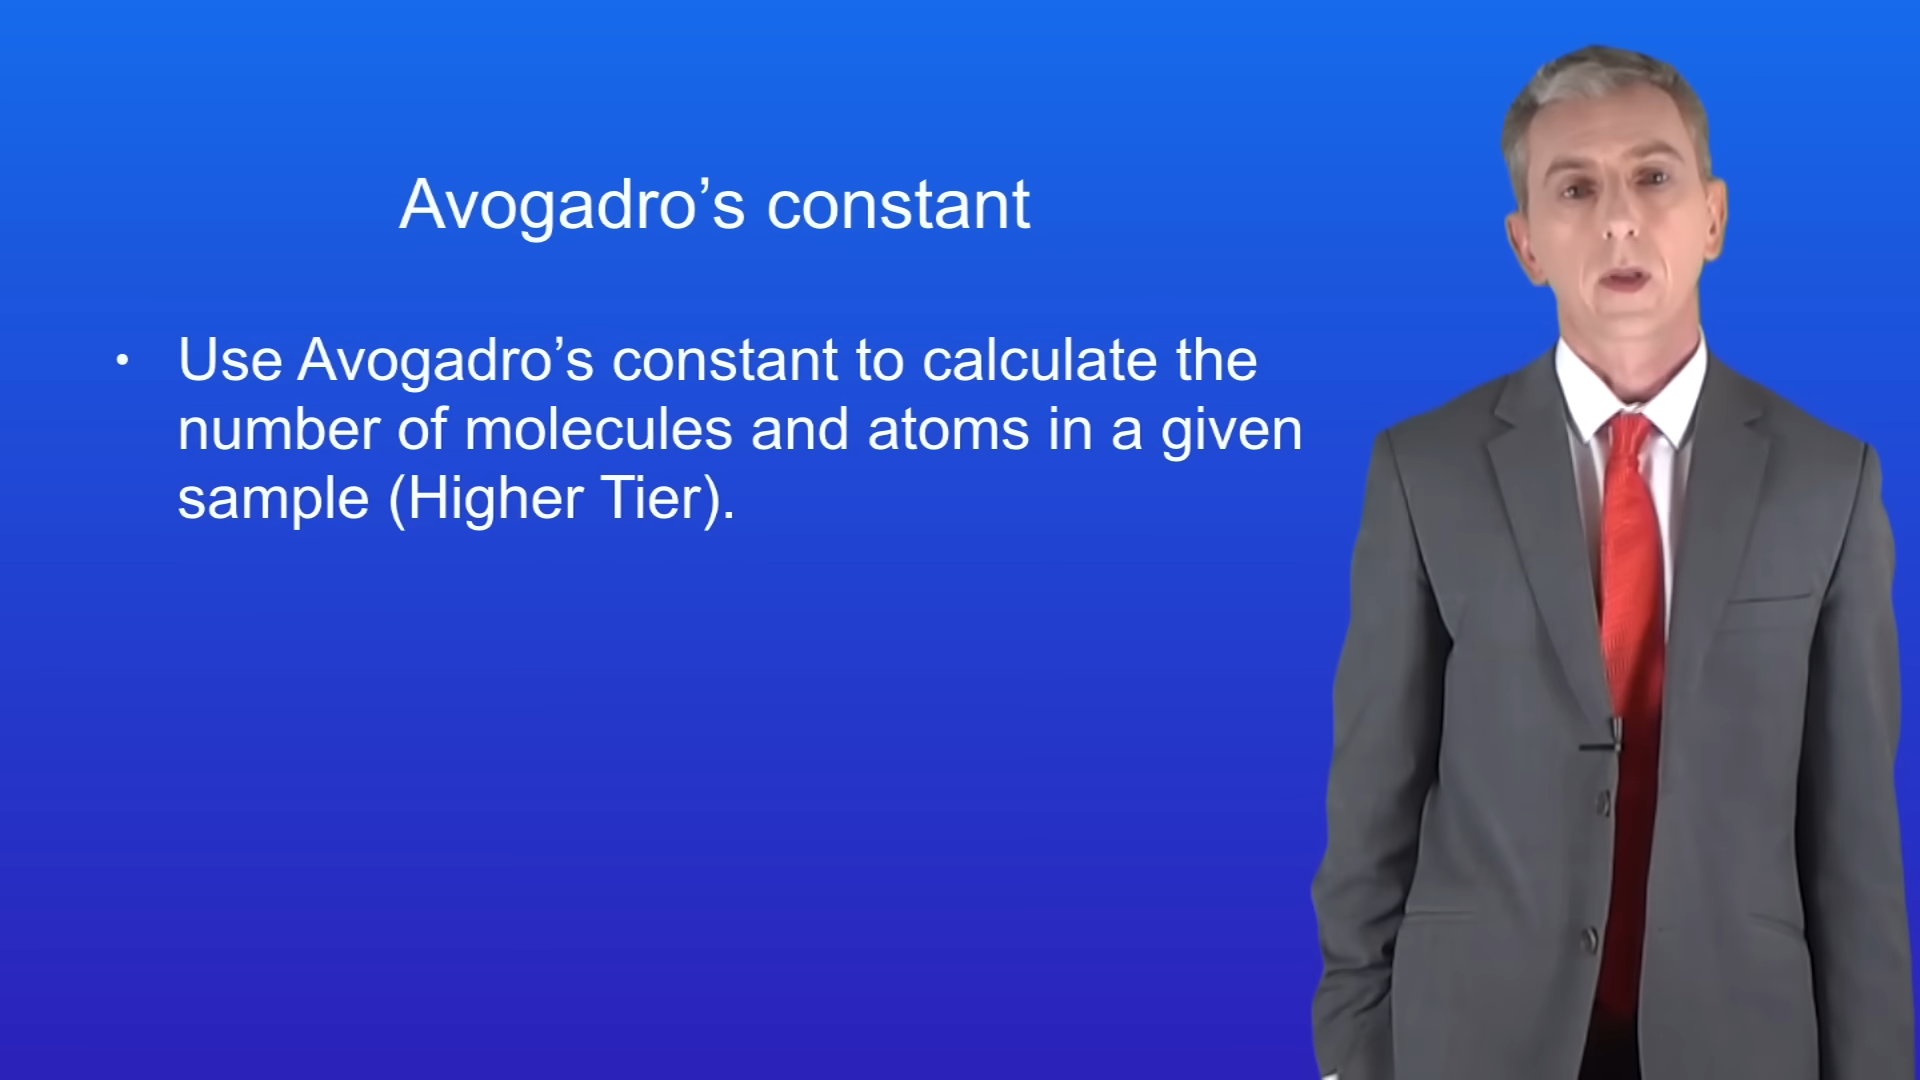 Avogadro’s constant
• Use Avogadro’s constant to calculate the
number of molecules and atoms in a given
sample (Higher Tier).